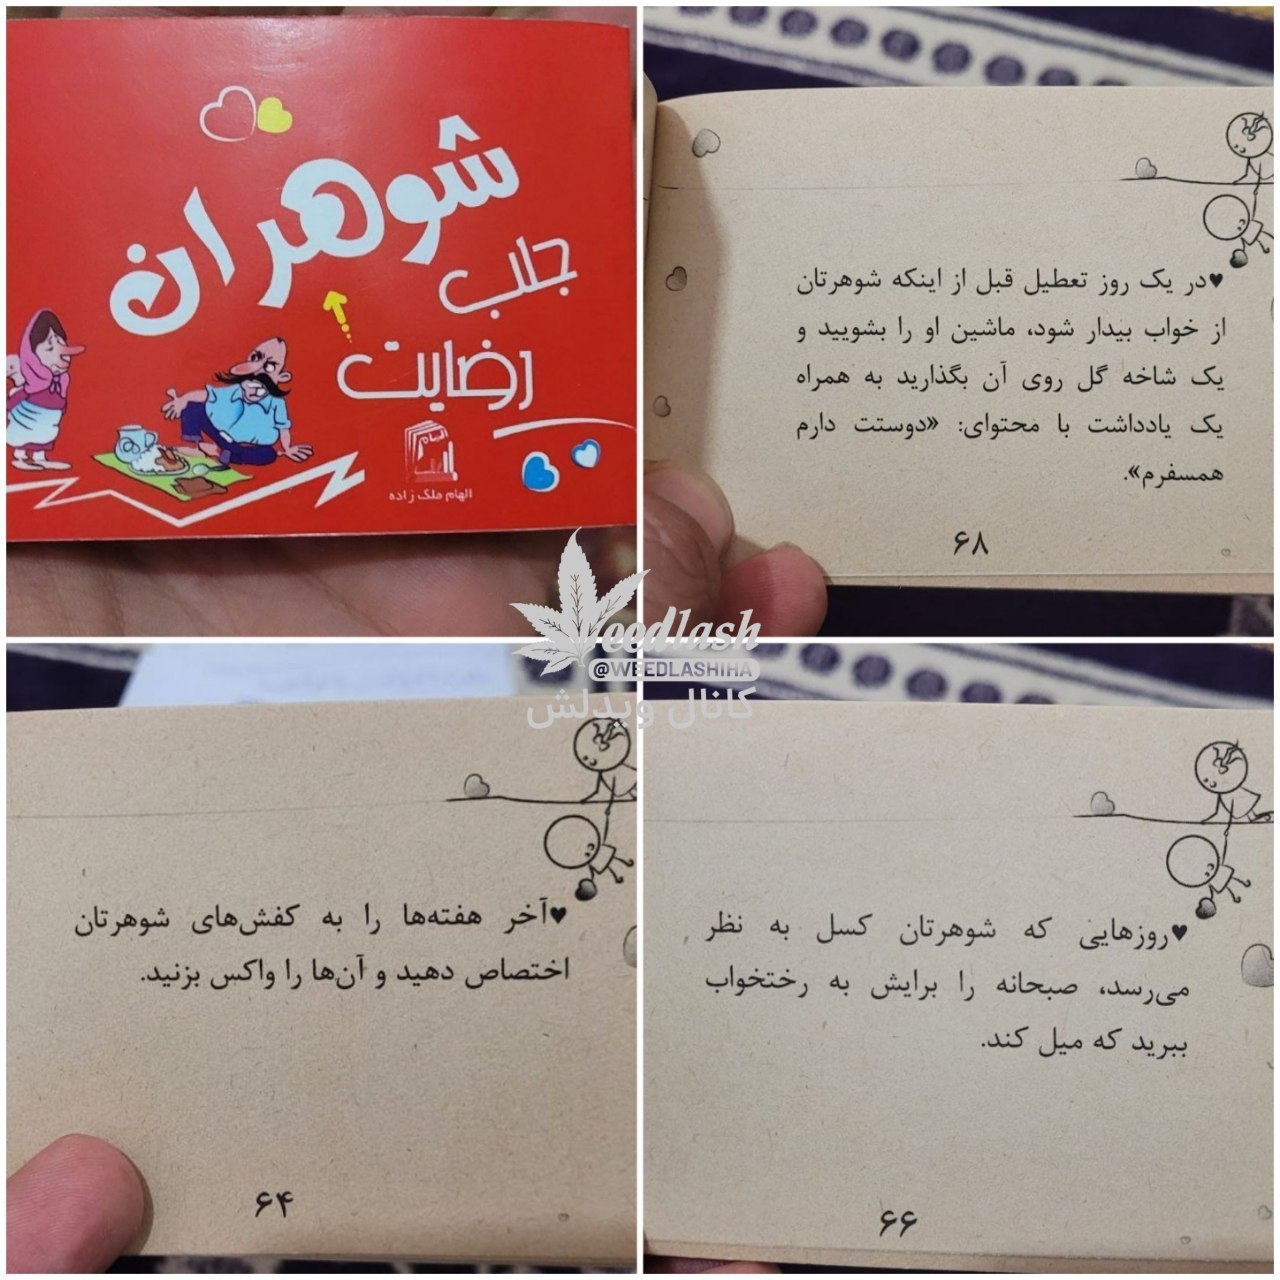 شوهران
جلب
رضایت
الهام
الهام ملک زاده
♥در یک روز تعطیل قبل از اینکه شوهرتان
از خواب بیدار شود، ماشین او را بشویید و
یک شاخه گل روی آن بگذارید به همراه
یک یادداشت با محتوای: «دوستت دارم
همسفرم».
۶۸
Weedlash
@WEEDLASHIHA
کانال ویدلش
♥آخر هفته‌ها را به کفش‌های شوهرتان
اختصاص دهید و آن‌ها را واکس بزنید.
۶۴
♥روزهایی که شوهرتان کسل به نظر
می‌رسد، صبحانه را برایش به رختخواب
ببرید که میل کند.
۶۶